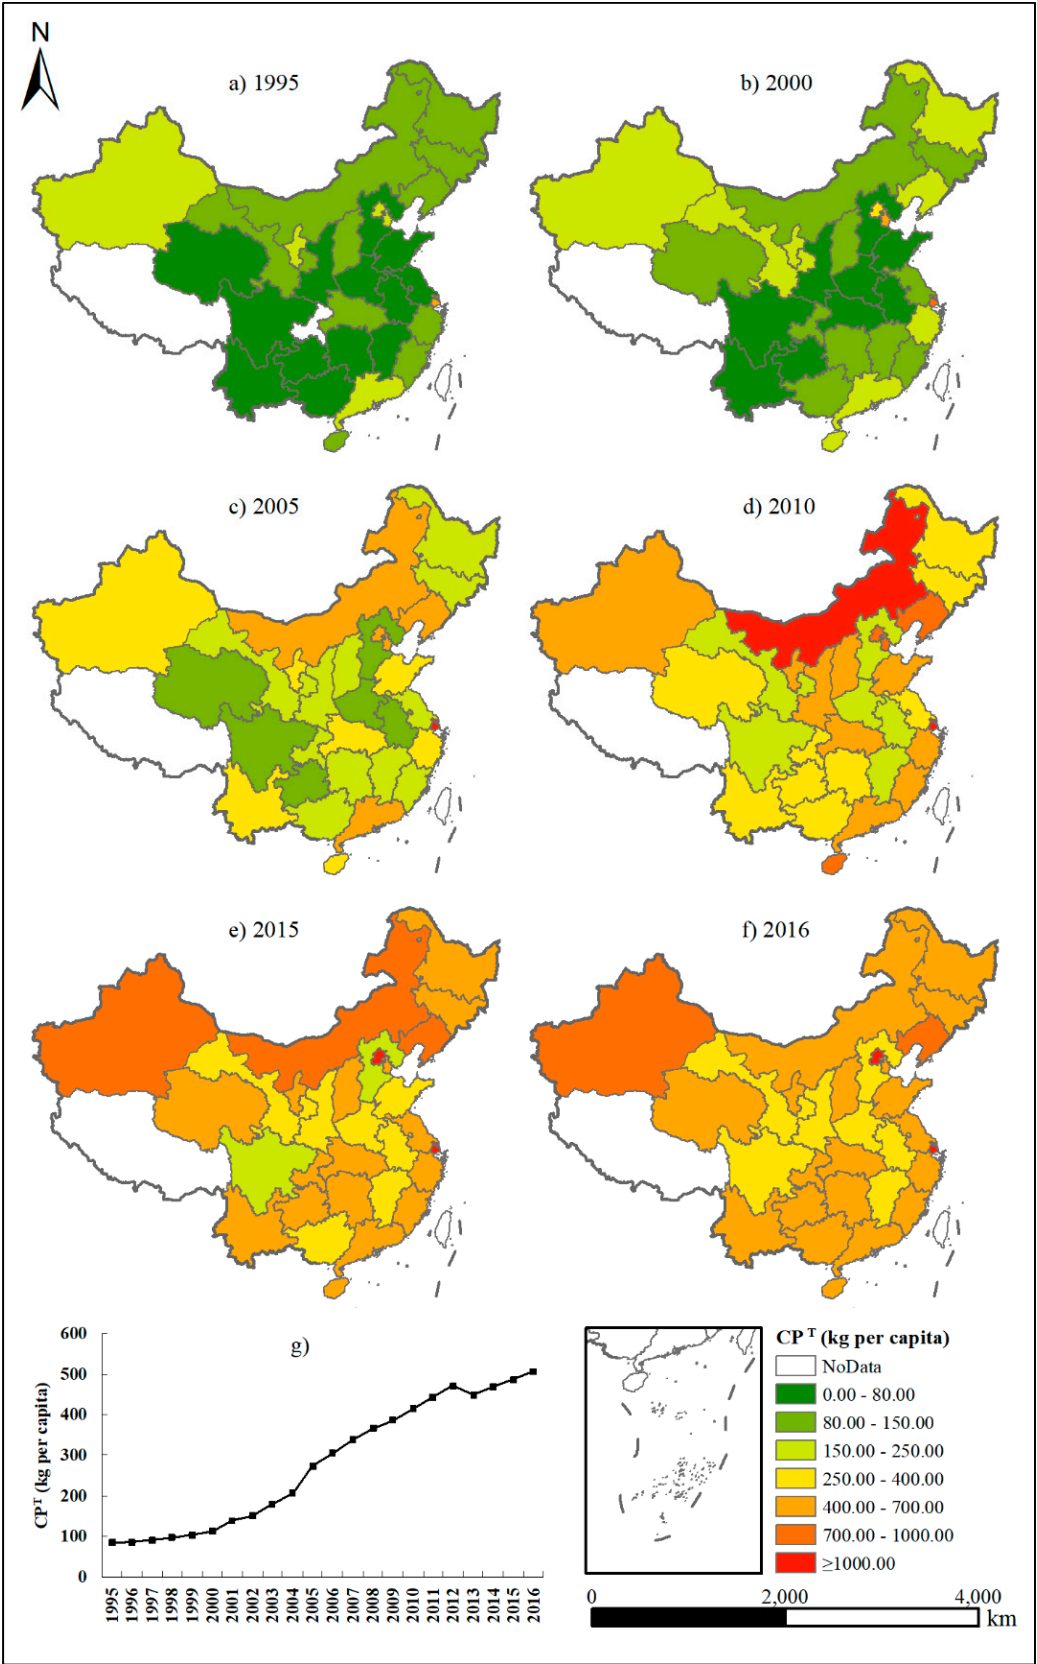 N
a) 1995
b) 2000
c) 2005
d) 2010
e) 2015
f) 2016
g)
CPᵀ (kg per capita)
600
500
400
300
200
100
0
1995
1996
1997
1998
1999
2000
2001
2002
2003
2004
2005
2006
2007
2008
2009
2010
2011
2012
2013
2014
2015
2016
CP ᵀ (kg per capita)
NoData
0.00 - 80.00
80.00 - 150.00
150.00 - 250.00
250.00 - 400.00
400.00 - 700.00
700.00 - 1000.00
≥1000.00
0 2,000 4,000
km